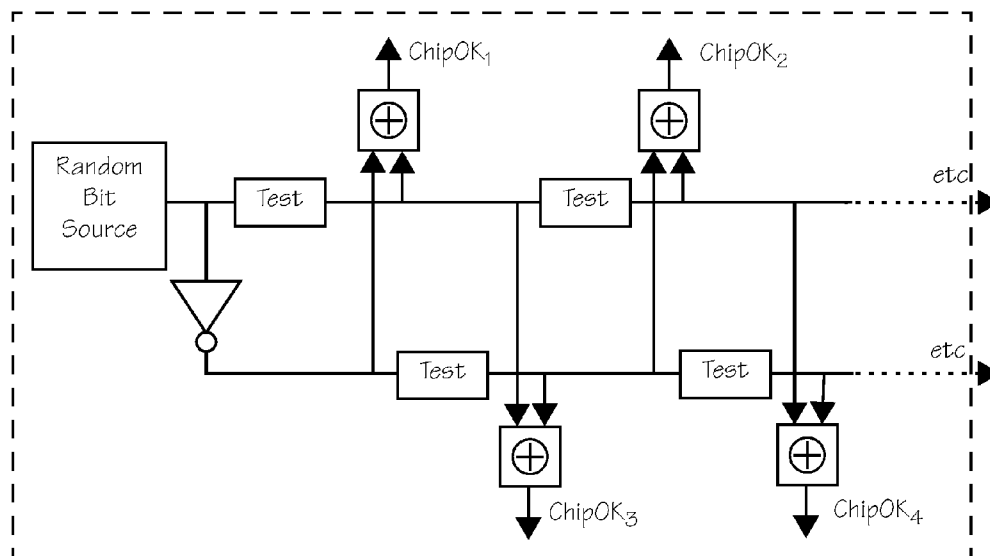 ChipOK1
ChipOK2
Random
Bit
Source
Test
Test
etc
Test
Test
etc
ChipOK3
ChipOK4